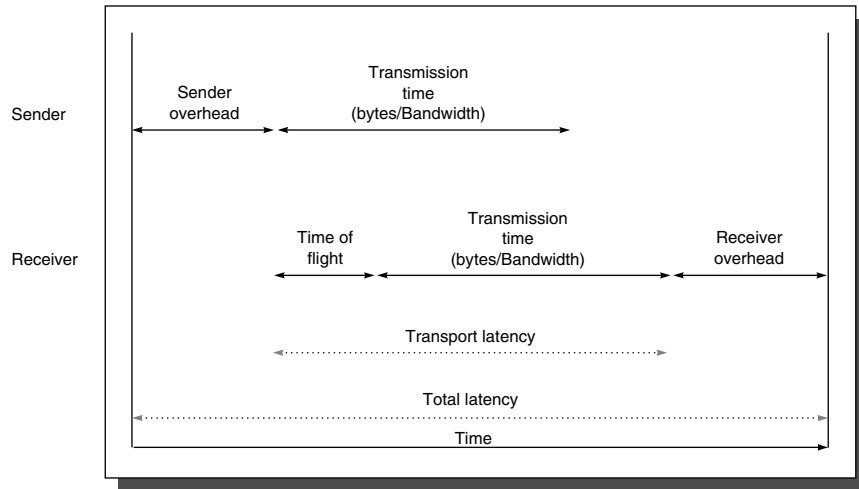 Sender
Sender
overhead
Transmission
time
(bytes/Bandwidth)
Receiver
Time of
flight
Transmission
time
(bytes/Bandwidth)
Receiver
overhead
Transport latency
Total latency
Time